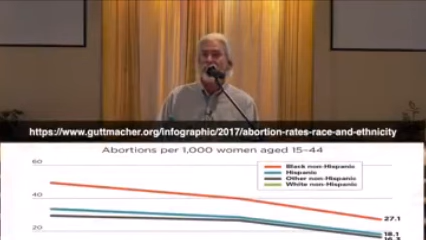 https://www.guttmacher.org/infographic/2017/abortion-rates-race-and-ethnicity
Abortions per 1,000 women aged 15–44
60
Black non-Hispanic
Hispanic
Other non-Hispanic
White non-Hispanic
40
27.1
20
18.1